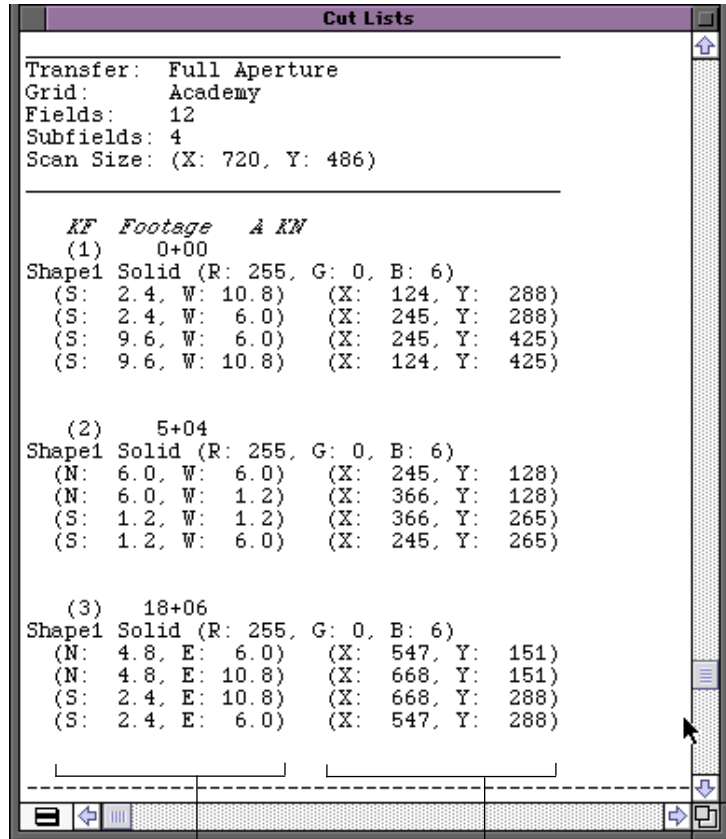 Cut Lists
Transfer: Full Aperture
Grid: Academy
Fields: 12
Subfields: 4
Scan Size: (X: 720, Y: 486)
KF Footage A KN
(1) 0+00
Shape1 Solid (R: 255, G: 0, B: 6)
(S: 2.4, W: 10.8) (X: 124, Y: 288)
(S: 2.4, W: 6.0) (X: 245, Y: 288)
(S: 9.6, W: 6.0) (X: 245, Y: 425)
(S: 9.6, W: 10.8) (X: 124, Y: 425)
(2) 5+04
Shape1 Solid (R: 255, G: 0, B: 6)
(N: 6.0, W: 6.0) (X: 245, Y: 128)
(N: 6.0, W: 1.2) (X: 366, Y: 128)
(S: 1.2, W: 1.2) (X: 366, Y: 265)
(S: 1.2, W: 6.0) (X: 245, Y: 265)
(3) 18+06
Shape1 Solid (R: 255, G: 0, B: 6)
(N: 4.8, E: 6.0) (X: 547, Y: 151)
(N: 4.8, E: 10.8) (X: 668, Y: 151)
(S: 2.4, E: 10.8) (X: 668, Y: 288)
(S: 2.4, E: 6.0) (X: 547, Y: 288)